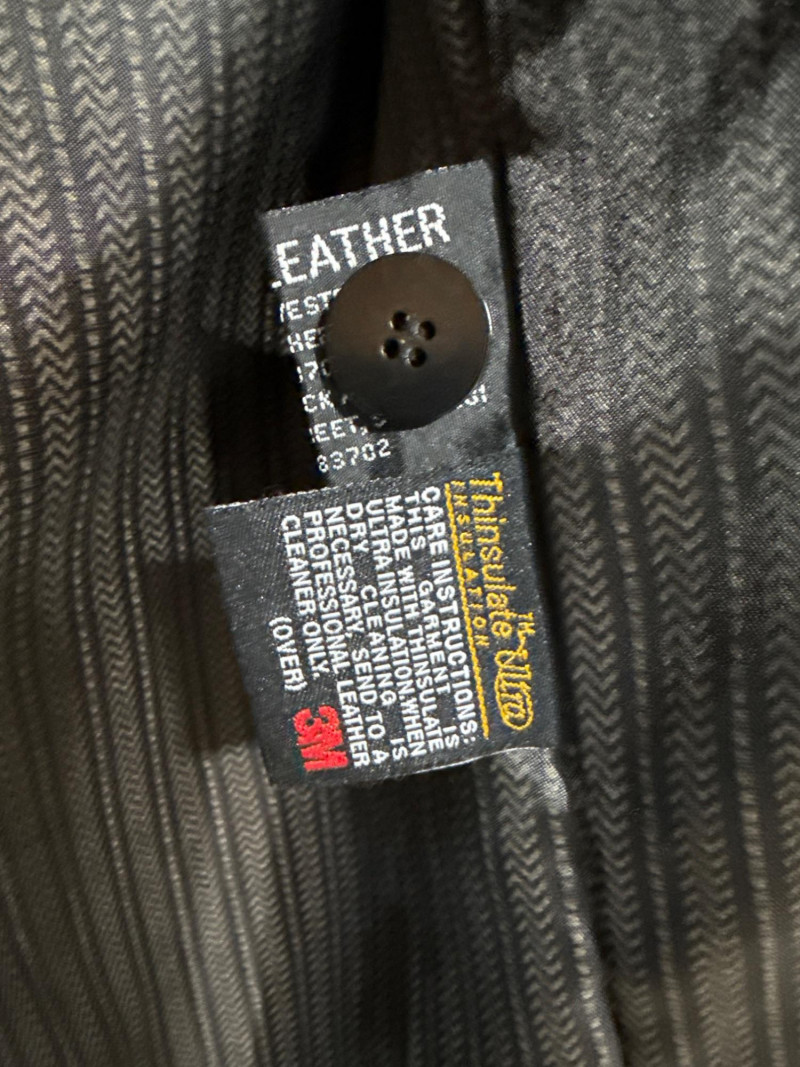 LEATHER
83702
Thinsulate™ Ultra
INSULATION
CARE INSTRUCTIONS:
THIS GARMENT IS
MADE WITH THINSULATE
ULTRA INSULATION WHEN
DRY CLEANING IS
NECESSARY, SEND TO A
PROFESSIONAL LEATHER
CLEANER ONLY.
(OVER)
3M